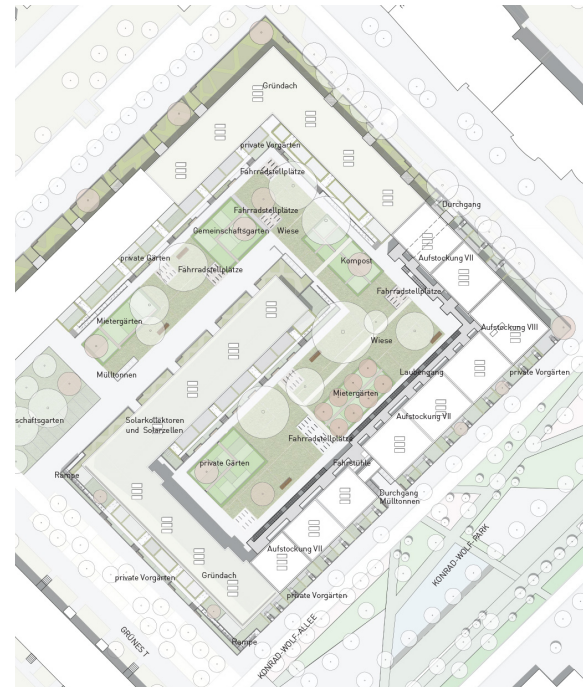 Gründach
private Vorgärten
Fahrradstellplätze
Durchgang
Fahrradstellplätze
Gemeinschaftsgarten
Wiese
private Gärten
Kompost
Aufstockung VII
Fahrradstellplätze
Fahrradstellplätze
Mietergärten
Aufstockung VIII
Wiese
Mülltonnen
Laubengang
private Vorgärten
Mietergärten
schaftsgarten
Solarkollektoren
und Solarzellen
Aufstockung VII
Fahrradstellplätze
private Gärten
Fahrstühle
Rampe
Durchgang
Mülltonnen
Aufstockung VII
KONRAD-WOLF-PARK
private Vorgärten
Gründach
private Vorgärten
GRÜNES T
Rampe
KONRAD-WOLF-ALLEE